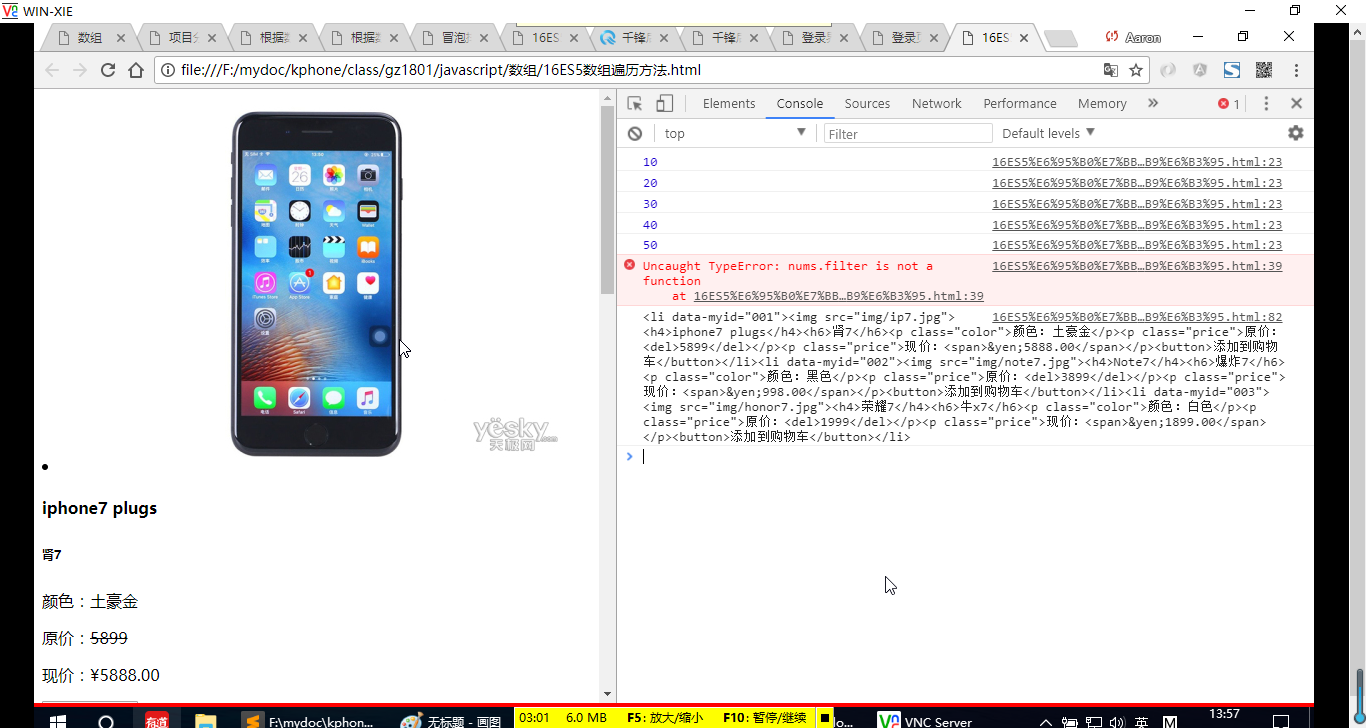 WIN-XIE
数组
根据
根据
冒泡
16ES
千锋
千锋
登录
登录
16ES
Aaron
file:///F:/mydoc/kphone/class/gz1801/javascript/数组/16ES5数组遍历方法.html
Elements Console Sources Network Performance Memory » 1
top Filter Default levels
10 16ES5%E6%95%B0%E7%BB…B9%E6%B3%95.html:23
20 16ES5%E6%95%B0%E7%BB…B9%E6%B3%95.html:23
30 16ES5%E6%95%B0%E7%BB…B9%E6%B3%95.html:23
40 16ES5%E6%95%B0%E7%BB…B9%E6%B3%95.html:23
50 16ES5%E6%95%B0%E7%BB…B9%E6%B3%95.html:23
Uncaught TypeError: nums.filter is not a 16ES5%E6%95%B0%E7%BB…B9%E6%B3%95.html:39
function
at 16ES5%E6%95%B0%E7%BB…B9%E6%B3%95.html:39
<li data-myid="001"><img src="img/ip7.jpg"> 16ES5%E6%95%B0%E7%BB…B9%E6%B3%95.html:82
<h4>iphone7 plugs</h4><h6>肾7</h6><p class="color">颜色：土豪金</p><p class="price">原价：
<del>5899</del></p><p class="price">现价：<span>&yen;5888.00</span></p><button>添加到购物
车</button></li><li data-myid="002"><img src="img/note7.jpg"><h4>Note7</h4><h6>爆炸7</h6>
<p class="color">颜色：黑色</p><p class="price">原价：<del>3899</del></p><p class="price">
现价：<span>&yen;998.00</span></p><button>添加到购物车</button></li><li data-myid="003">
<img src="img/honor7.jpg"><h4>荣耀7</h4><h6>牛x7</h6><p class="color">颜色：白色</p><p
class="price">原价：<del>1999</del></p><p class="price">现价：<span>&yen;1899.00</span>
</p><button>添加到购物车</button></li>
yësky
天极网.com
iphone7 plugs
肾7
颜色：土豪金
原价：5899
现价：¥5888.00
有道
F:\mydoc\kphon...
无标题 - 画图
03:01 6.0 MB F5: 放大/缩小 F10: 暂停/继续
VNC Server
英
M
13:57